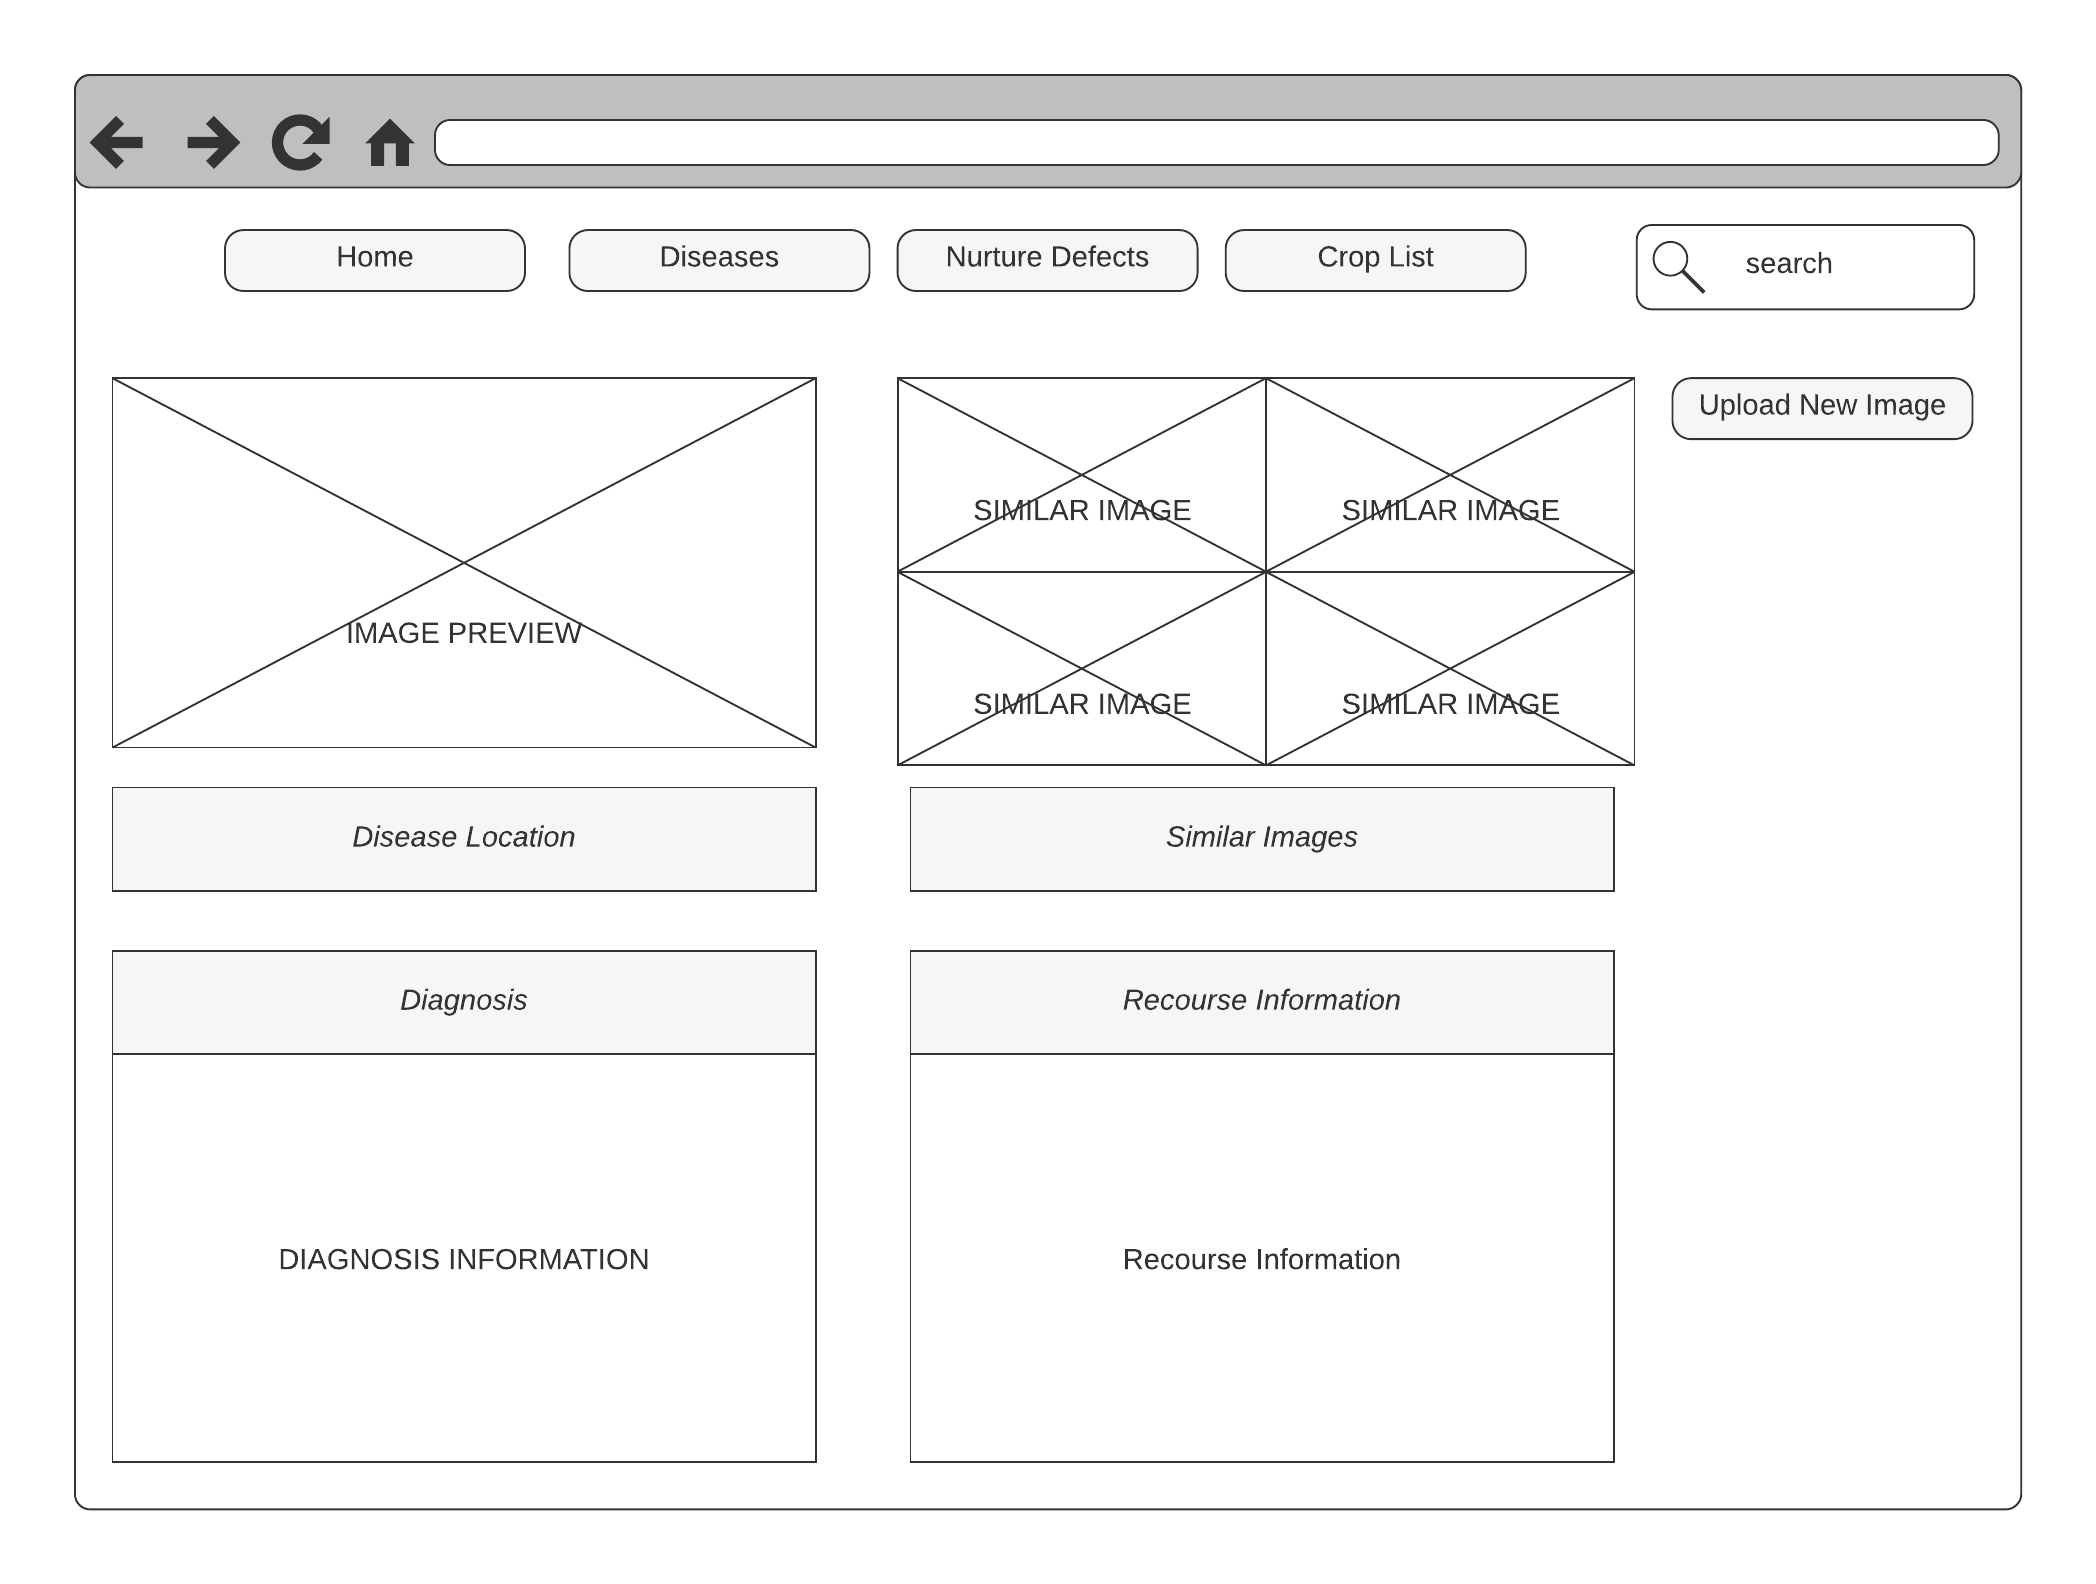 Home
Diseases
Nurture Defects
Crop List
search
Upload New Image
IMAGE PREVIEW
SIMILAR IMAGE
SIMILAR IMAGE
SIMILAR IMAGE
SIMILAR IMAGE
Disease Location
Similar Images
Diagnosis
DIAGNOSIS INFORMATION
Recourse Information
Recourse Information